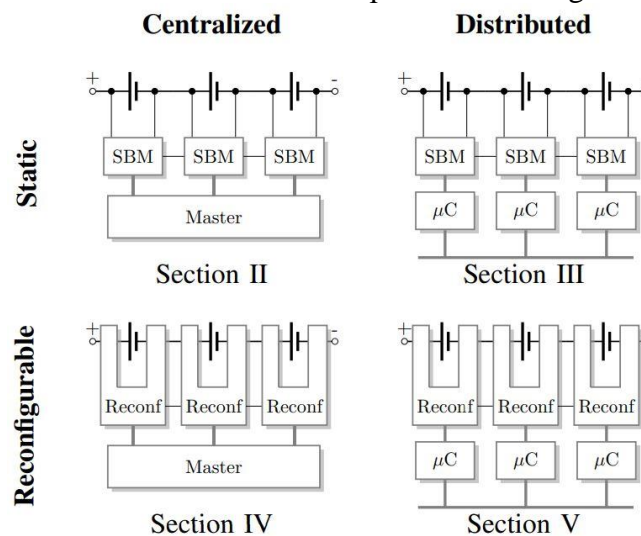 Centralized Distributed
Static
+ -
SBM SBM SBM
Master
Section II
+
SBM SBM SBM
μC μC μC
Section III
Reconfigurable
+ -
Reconf Reconf Reconf
Master
Section IV
+
Reconf Reconf Reconf
μC μC μC
Section V